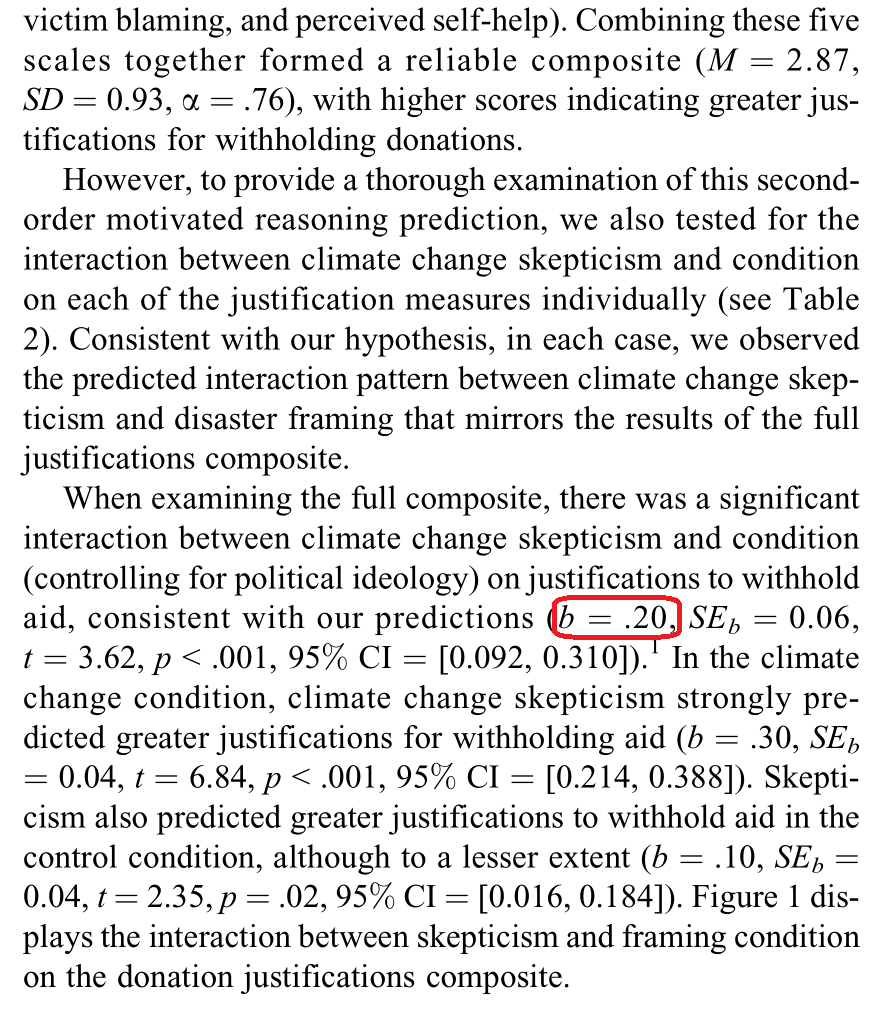 victim blaming, and perceived self-help). Combining these five
scales together formed a reliable composite (M = 2.87,
SD = 0.93, α = .76), with higher scores indicating greater jus-
tifications for withholding donations.
However, to provide a thorough examination of this second-
order motivated reasoning prediction, we also tested for the
interaction between climate change skepticism and condition
on each of the justification measures individually (see Table
2). Consistent with our hypothesis, in each case, we observed
the predicted interaction pattern between climate change skep-
ticism and disaster framing that mirrors the results of the full
justifications composite.
When examining the full composite, there was a significant
interaction between climate change skepticism and condition
(controlling for political ideology) on justifications to withhold
aid, consistent with our predictions (b = .20, SE_b = 0.06,
t = 3.62, p < .001, 95% CI = [0.092, 0.310]).¹ In the climate
change condition, climate change skepticism strongly pre-
dicted greater justifications for withholding aid (b = .30, SE_b
= 0.04, t = 6.84, p < .001, 95% CI = [0.214, 0.388]). Skepti-
cism also predicted greater justifications to withhold aid in the
control condition, although to a lesser extent (b = .10, SE_b =
0.04, t = 2.35, p = .02, 95% CI = [0.016, 0.184]). Figure 1 dis-
plays the interaction between skepticism and framing condition
on the donation justifications composite.